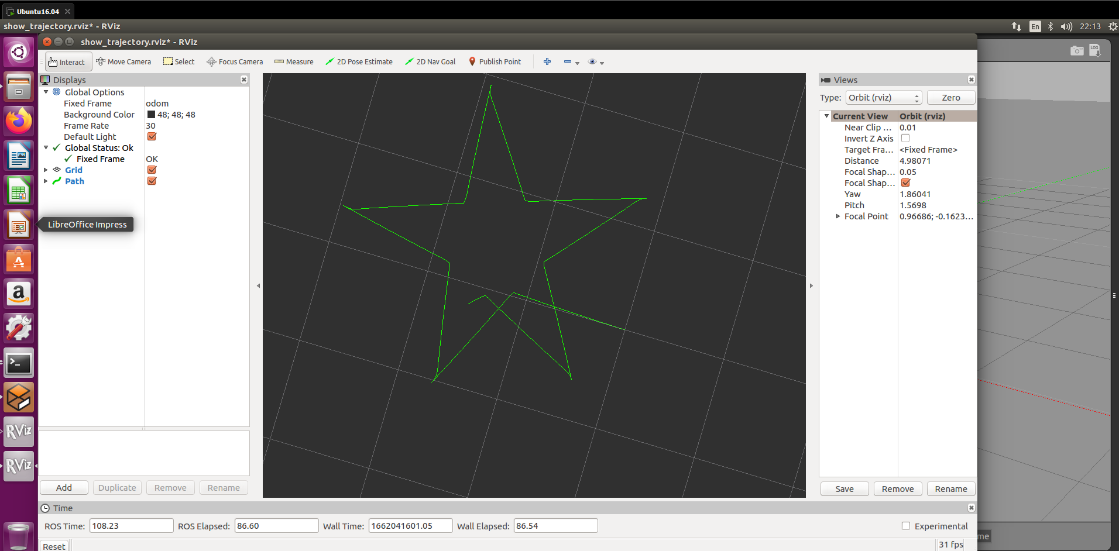 Ubuntu16.04
show_trajectory.rviz* - RViz
En
22:13
show_trajectory.rviz* - RViz
Interact Move Camera Select Focus Camera Measure 2D Pose Estimate 2D Nav Goal Publish Point
Displays
Global Options
Fixed Frame odom
Background Color 48; 48; 48
Frame Rate 30
Default Light
Global Status: Ok
Fixed Frame OK
Grid
Path
LibreOffice Impress
Add Duplicate Remove Rename
Views
Type: Orbit (rviz) Zero
Current View Orbit (rviz)
Near Clip ... 0.01
Invert Z Axis
Target Fra... <Fixed Frame>
Distance 4.98071
Focal Shap... 0.05
Focal Shap...
Yaw 1.86041
Pitch 1.5698
Focal Point 0.96686; -0.1623...
Save Remove Rename
RViz
RViz
Time
ROS Time: 108.23 ROS Elapsed: 86.60 Wall Time: 1662041601.05 Wall Elapsed: 86.54 Experimental
me
Reset 31 fps